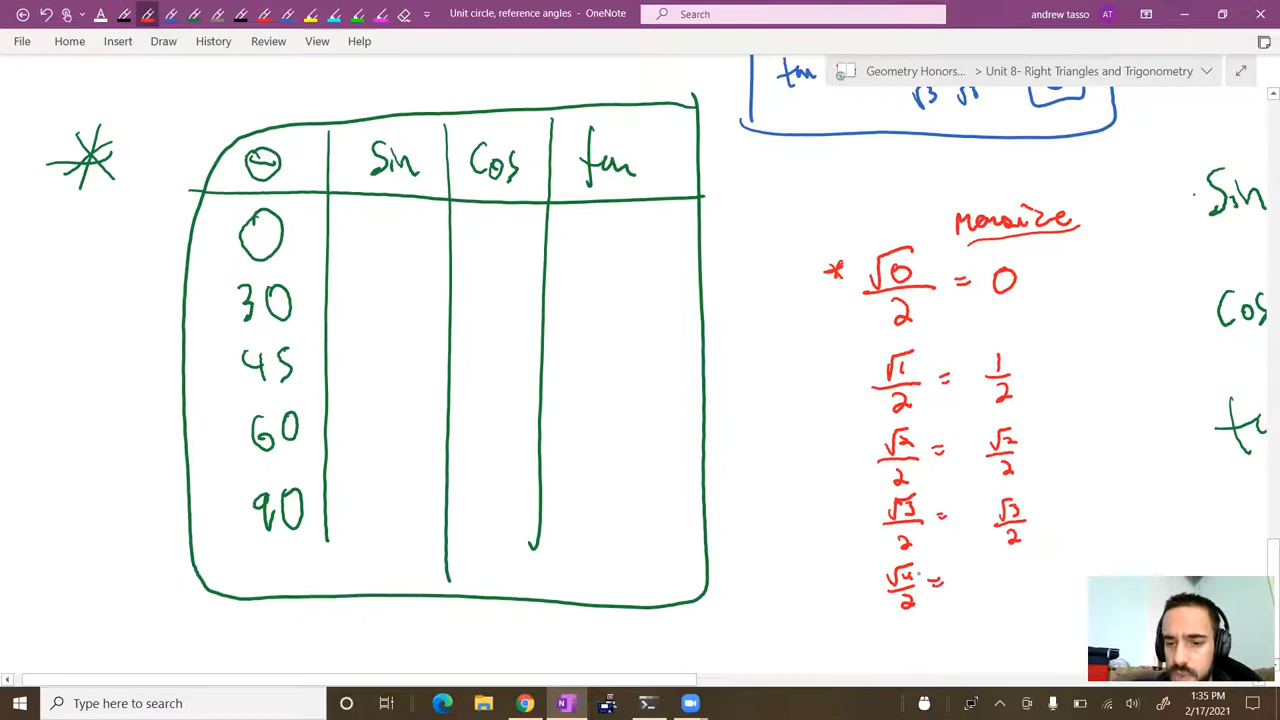 Unit circle, reference angles - OneNote
Search
andrew tasso
AT
File Home Insert Draw History Review View Help
Geometry Honors... > Unit 8- Right Triangles and Trigonometry
tan
√3 √3
Θ Sin Cos tan
0
30
45
60
90
* √0/2 = 0
√1/2 = 1/2
√2/2 = √2/2
√3/2 = √3/2
√4/2 =
Sin
Cos
Type here to search
1:35 PM
2/17/2021